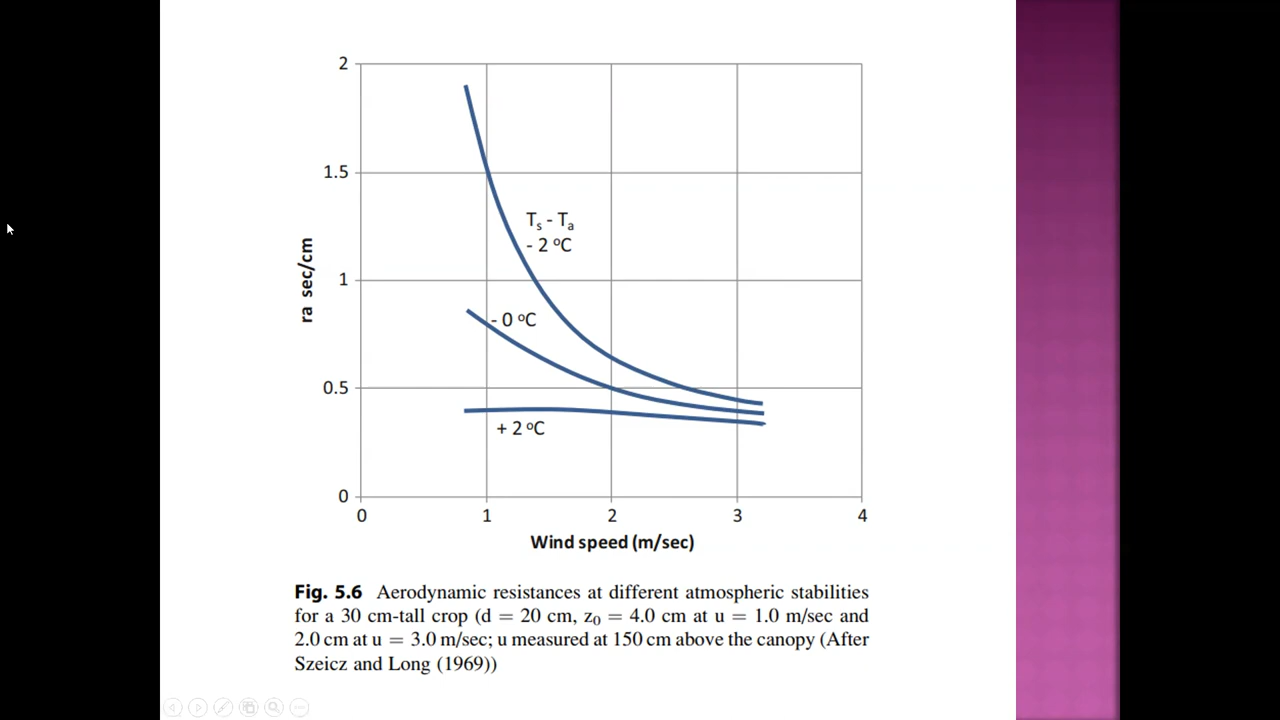 2
1.5
1
0.5
0
ra sec/cm
Ts - Ta
- 2 ºC
- 0 ºC
+ 2 ºC
0 1 2 3 4
Wind speed (m/sec)
Fig. 5.6 Aerodynamic resistances at different atmospheric stabilities
for a 30 cm-tall crop (d = 20 cm, z0 = 4.0 cm at u = 1.0 m/sec and
2.0 cm at u = 3.0 m/sec; u measured at 150 cm above the canopy (After
Szeicz and Long (1969))